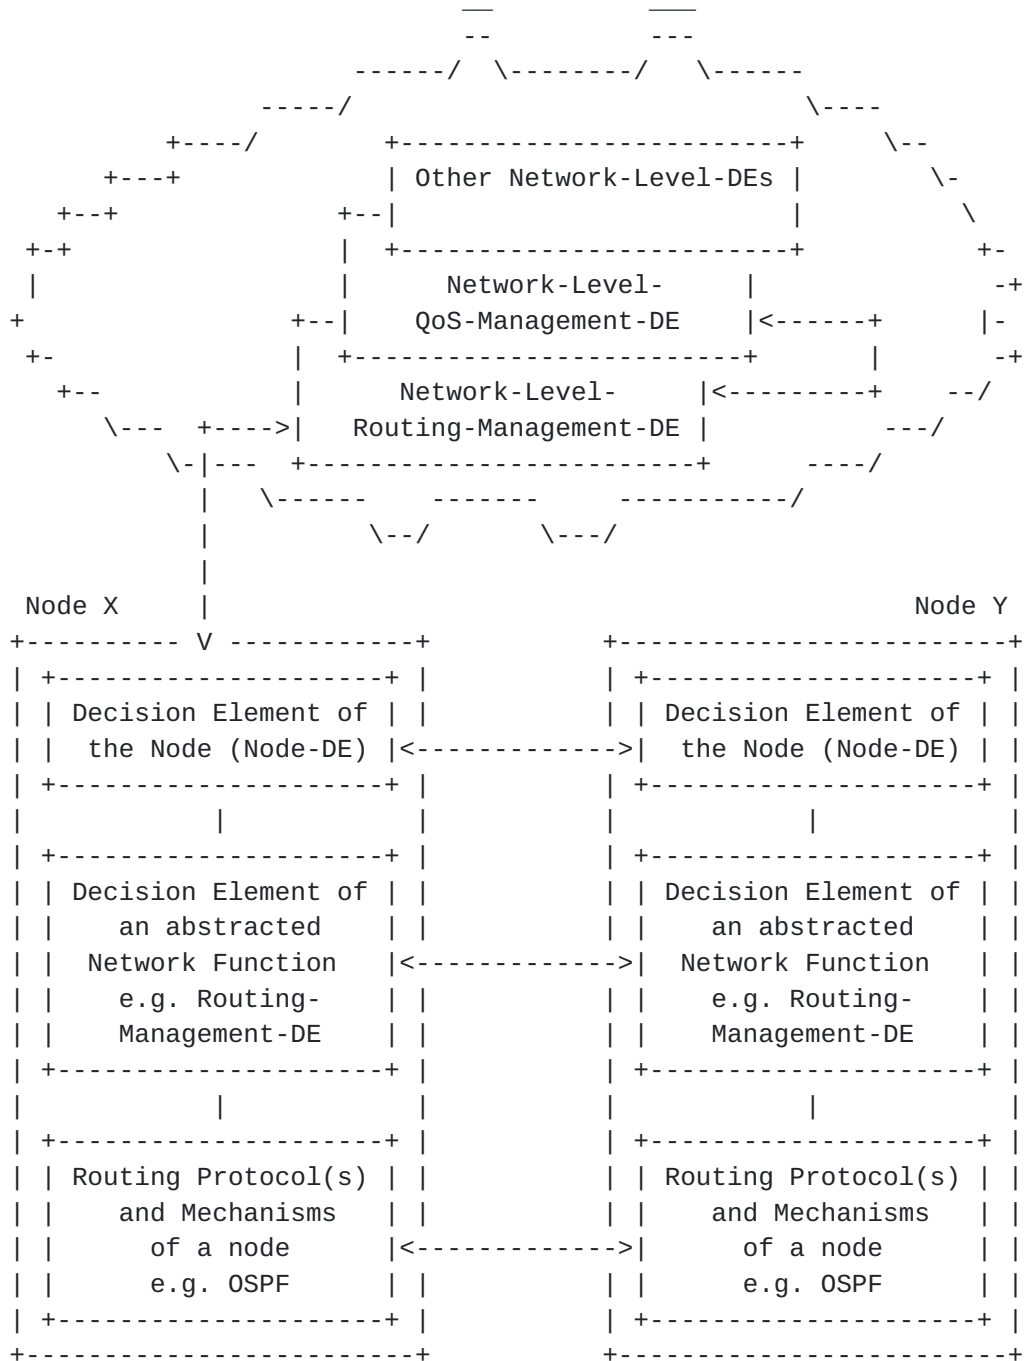 Other Network-Level-DEs
Network-Level-
QoS-Management-DE
Network-Level-
Routing-Management-DE
Node X
Node Y
Decision Element of
the Node (Node-DE)
Decision Element of
the Node (Node-DE)
Decision Element of
an abstracted
Network Function
e.g. Routing-
Management-DE
Decision Element of
an abstracted
Network Function
e.g. Routing-
Management-DE
Routing Protocol(s)
and Mechanisms
of a node
e.g. OSPF
Routing Protocol(s)
and Mechanisms
of a node
e.g. OSPF